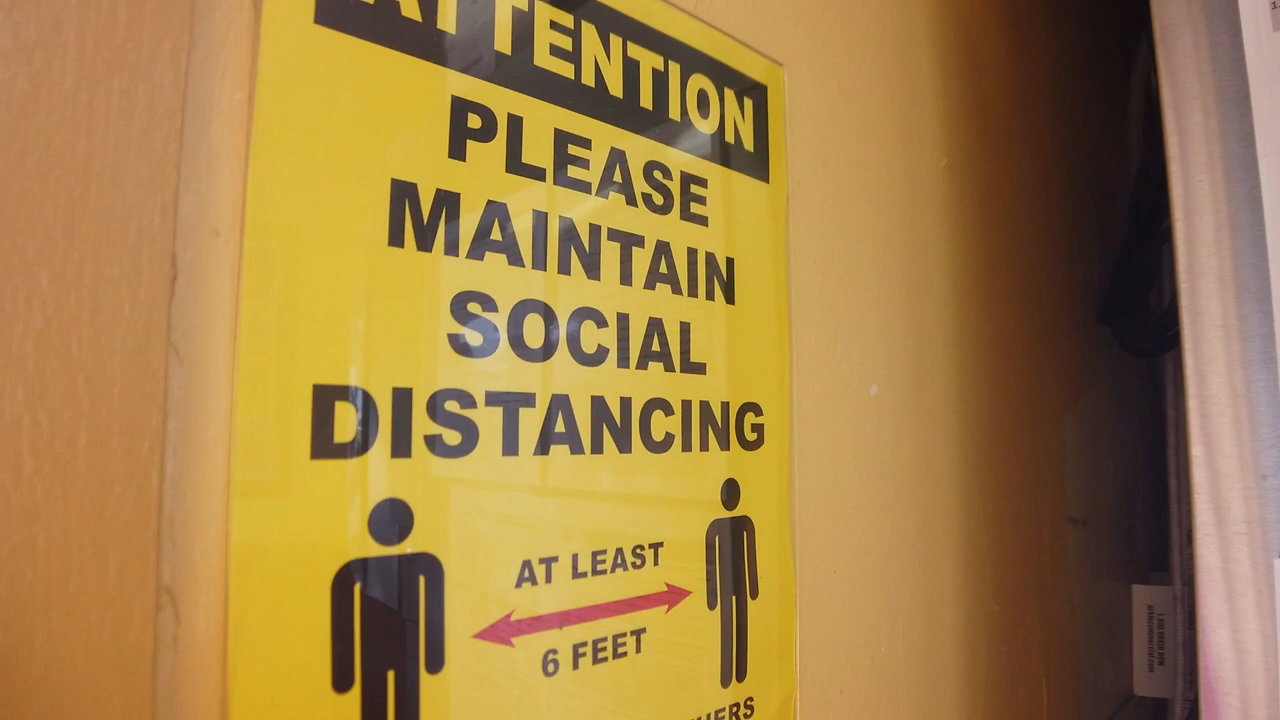 ATTENTION
PLEASE
MAINTAIN
SOCIAL
DISTANCING
AT LEAST
6 FEET